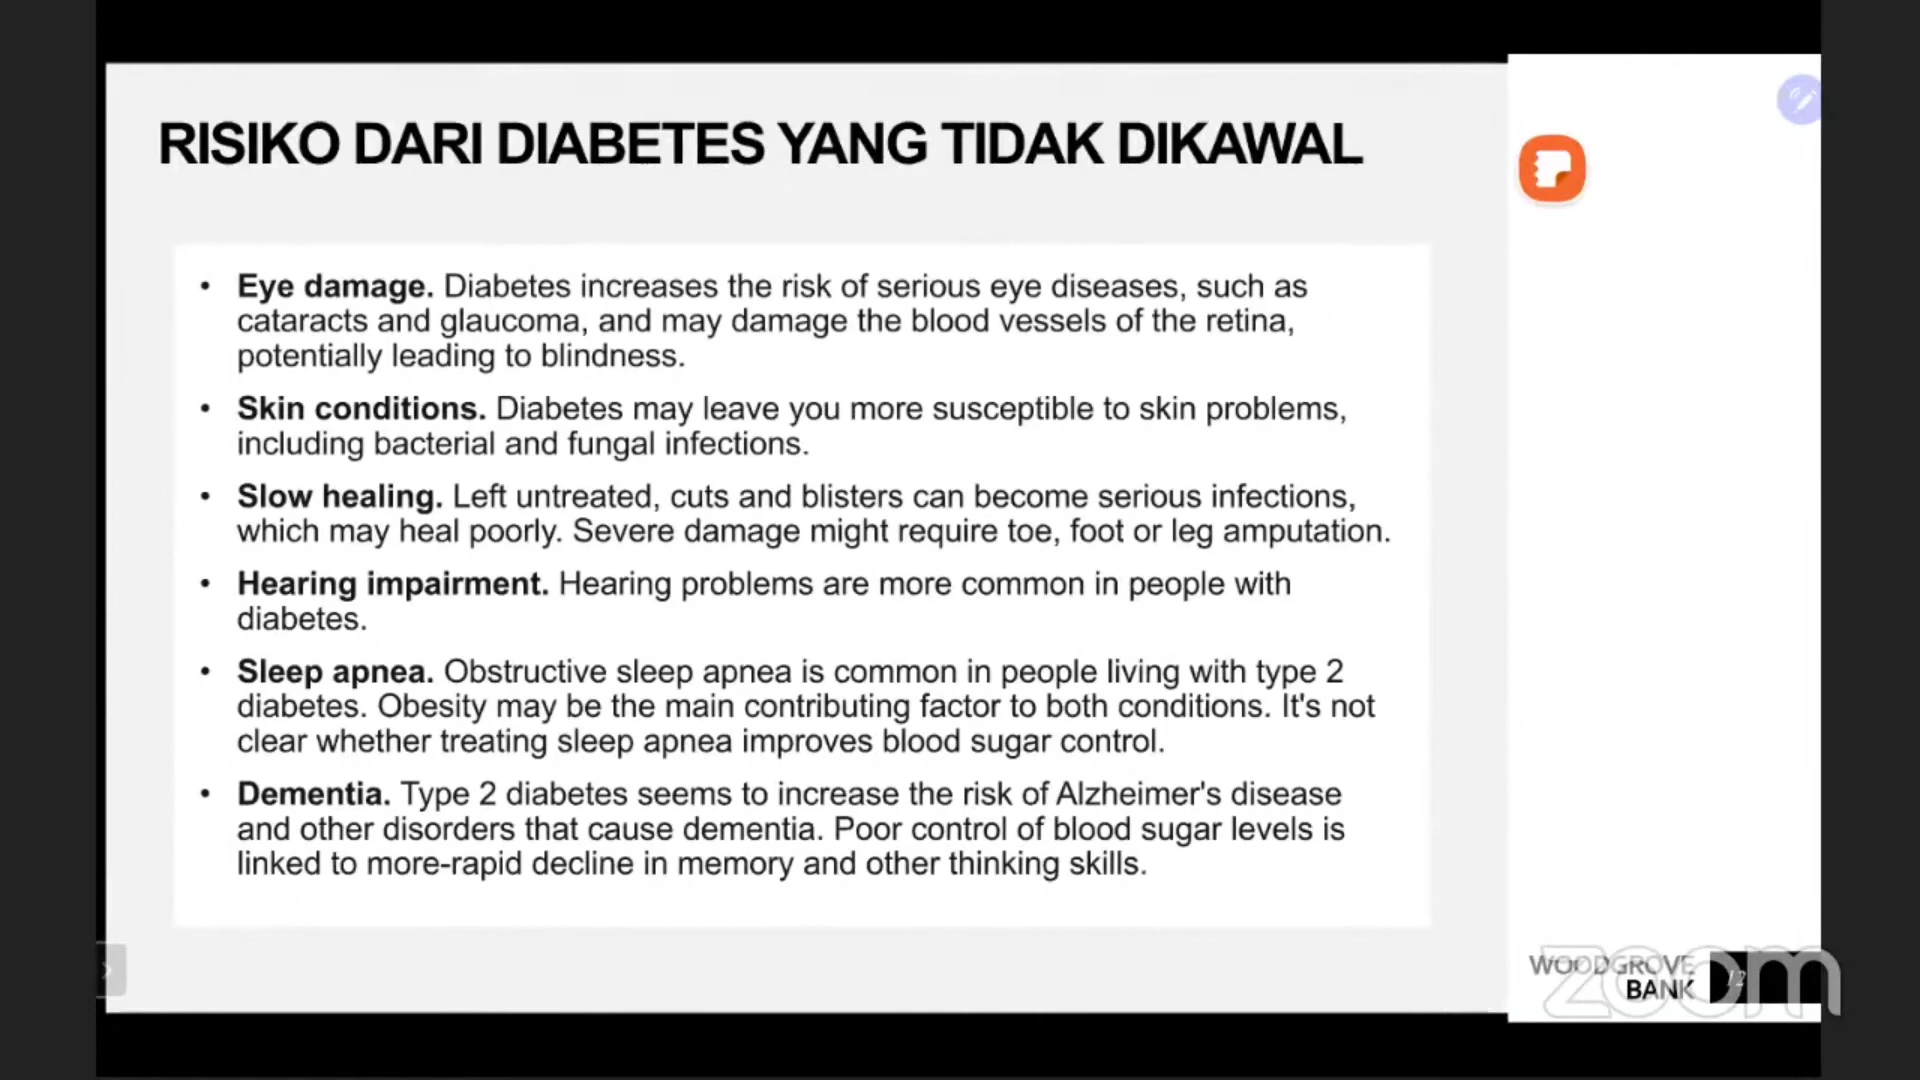 RISIKO DARI DIABETES YANG TIDAK DIKAWAL
• Eye damage. Diabetes increases the risk of serious eye diseases, such as
cataracts and glaucoma, and may damage the blood vessels of the retina,
potentially leading to blindness.
• Skin conditions. Diabetes may leave you more susceptible to skin problems,
including bacterial and fungal infections.
• Slow healing. Left untreated, cuts and blisters can become serious infections,
which may heal poorly. Severe damage might require toe, foot or leg amputation.
• Hearing impairment. Hearing problems are more common in people with
diabetes.
• Sleep apnea. Obstructive sleep apnea is common in people living with type 2
diabetes. Obesity may be the main contributing factor to both conditions. It's not
clear whether treating sleep apnea improves blood sugar control.
• Dementia. Type 2 diabetes seems to increase the risk of Alzheimer's disease
and other disorders that cause dementia. Poor control of blood sugar levels is
linked to more-rapid decline in memory and other thinking skills.
WOODGROVE
BANK
12
zoom